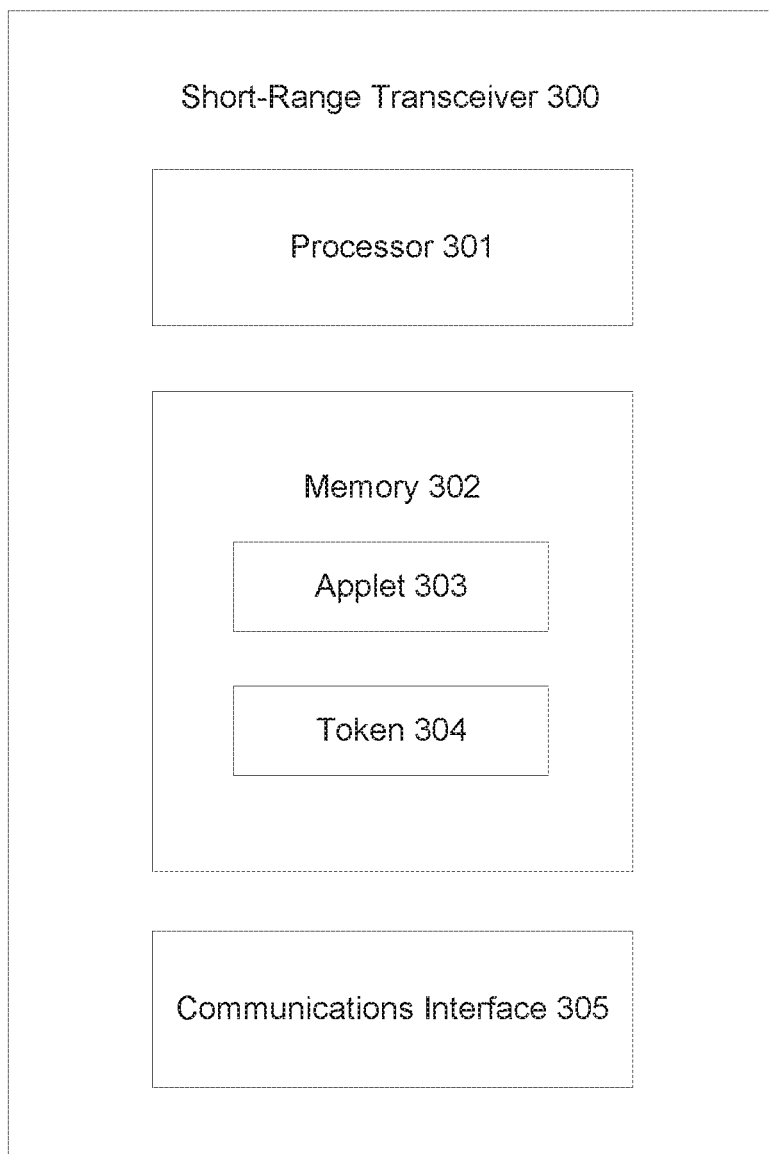 Short-Range Transceiver 300
Processor 301
Memory 302
Applet 303
Token 304
Communications Interface 305